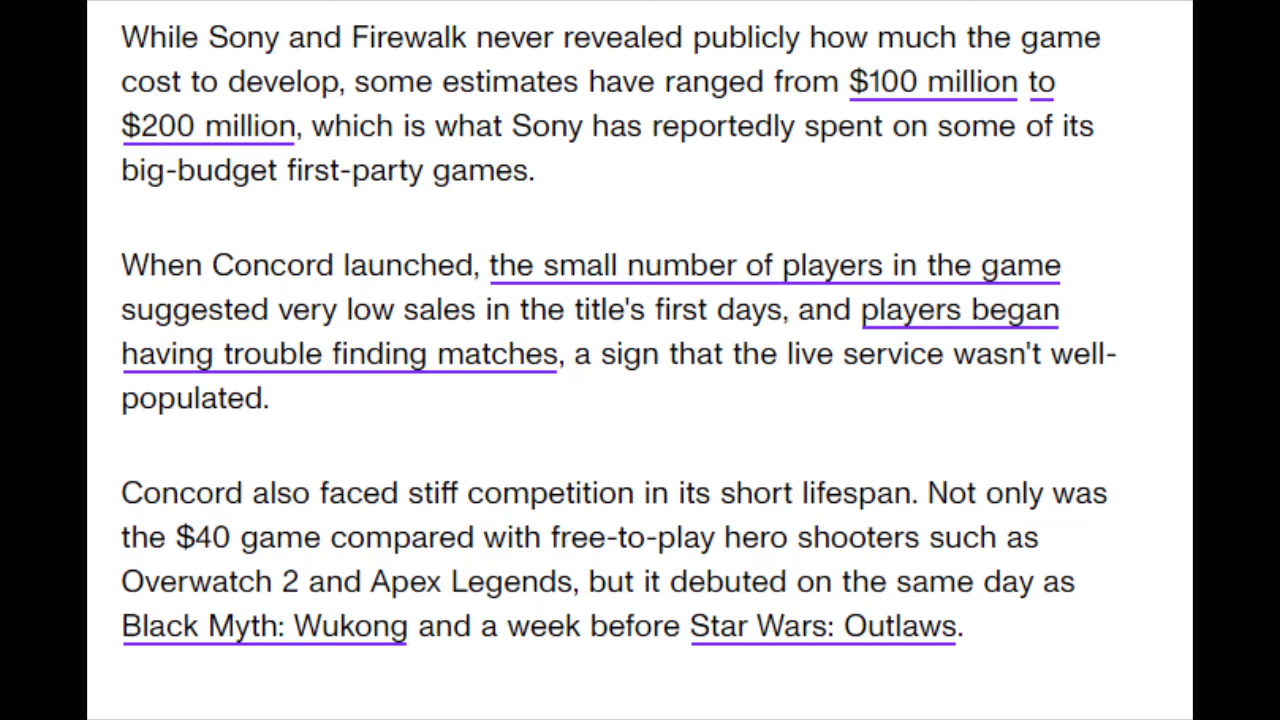 While Sony and Firewalk never revealed publicly how much the game
cost to develop, some estimates have ranged from $100 million to
$200 million, which is what Sony has reportedly spent on some of its
big-budget first-party games.
When Concord launched, the small number of players in the game
suggested very low sales in the title's first days, and players began
having trouble finding matches, a sign that the live service wasn't well-
populated.
Concord also faced stiff competition in its short lifespan. Not only was
the $40 game compared with free-to-play hero shooters such as
Overwatch 2 and Apex Legends, but it debuted on the same day as
Black Myth: Wukong and a week before Star Wars: Outlaws.